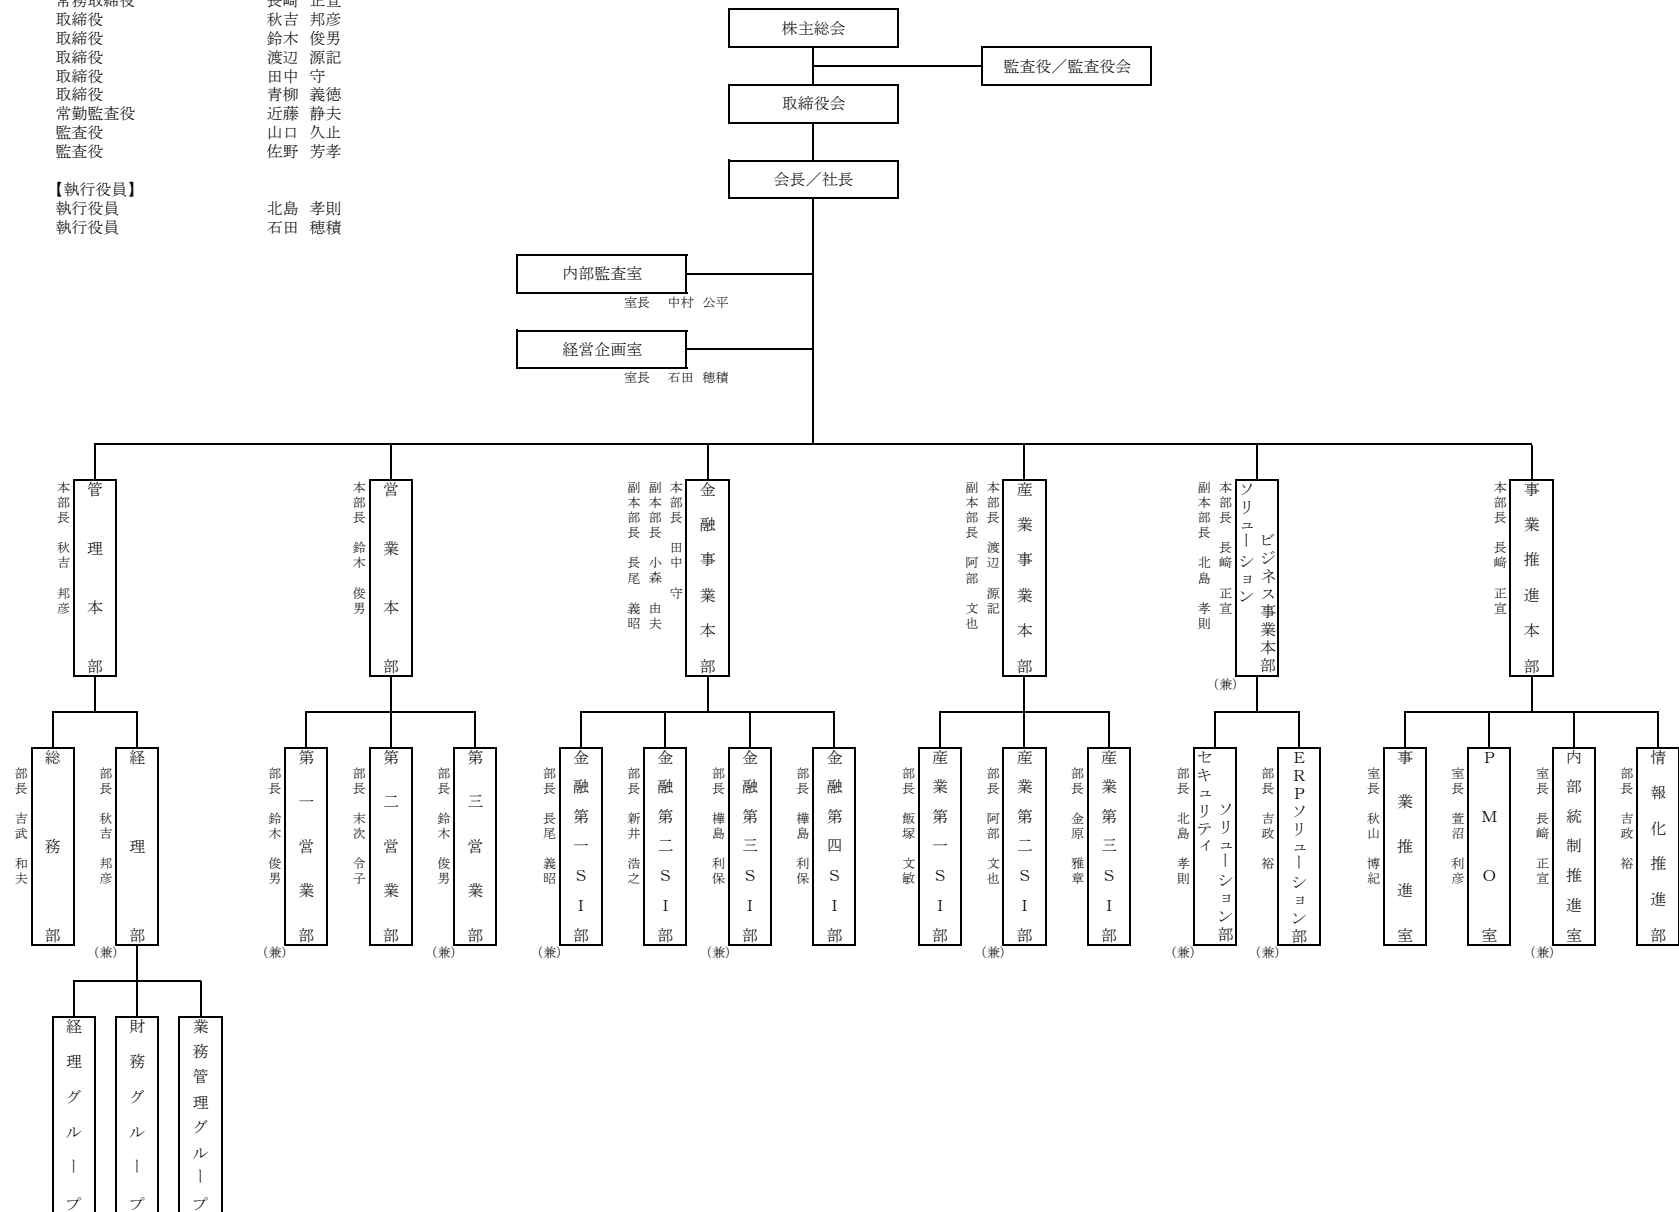 常務取締役 長﨑 正宣
取締役 秋吉 邦彦
取締役 鈴木 俊男
取締役 渡辺 源記
取締役 田中 守
取締役 青柳 義徳
常勤監査役 近藤 静夫
監査役 山口 久止
監査役 佐野 芳孝
【執行役員】
執行役員 北島 孝則
執行役員 石田 穂積
株主総会
監査役／監査役会
取締役会
会長／社長
内部監査室
室長 中村 公平
経営企画室
室長 石田 穂積
管理本部
本部長 秋吉 邦彦
営業本部
本部長 鈴木 俊男
金融事業本部
本部長 田中 守
副本部長 小森 由夫
副本部長 長尾 義昭
産業事業本部
本部長 渡辺 源記
副本部長 阿部 文也
ビジネス事業本部
ソリューション
本部長 長﨑 正宣
副本部長 北島 孝則
(兼)
事業推進本部
本部長 長﨑 正宣
総務部
部長 吉武 和夫
経理部
部長 秋吉 邦彦
(兼)
第一営業部
部長 鈴木 俊男
(兼)
第二営業部
部長 末次 令子
第三営業部
部長 鈴木 俊男
(兼)
金融第一ＳＩ部
部長 長尾 義昭
(兼)
金融第二ＳＩ部
部長 新井 浩之
金融第三ＳＩ部
部長 樺島 利保
(兼)
金融第四ＳＩ部
部長 樺島 利保
産業第一ＳＩ部
部長 飯塚 文敏
産業第二ＳＩ部
部長 阿部 文也
(兼)
産業第三ＳＩ部
部長 金原 雅章
セキュリティ
ソリューション部
部長 北島 孝則
(兼)
ＥＲＰソリューション部
部長 吉政 裕
(兼)
事業推進室
室長 秋山 博紀
ＰＭＯ室
室長 萱沼 利彦
内部統制推進室
室長 長﨑 正宣
(兼)
情報化推進部
部長 吉政 裕
経理グループ
財務グループ
業務管理グループ